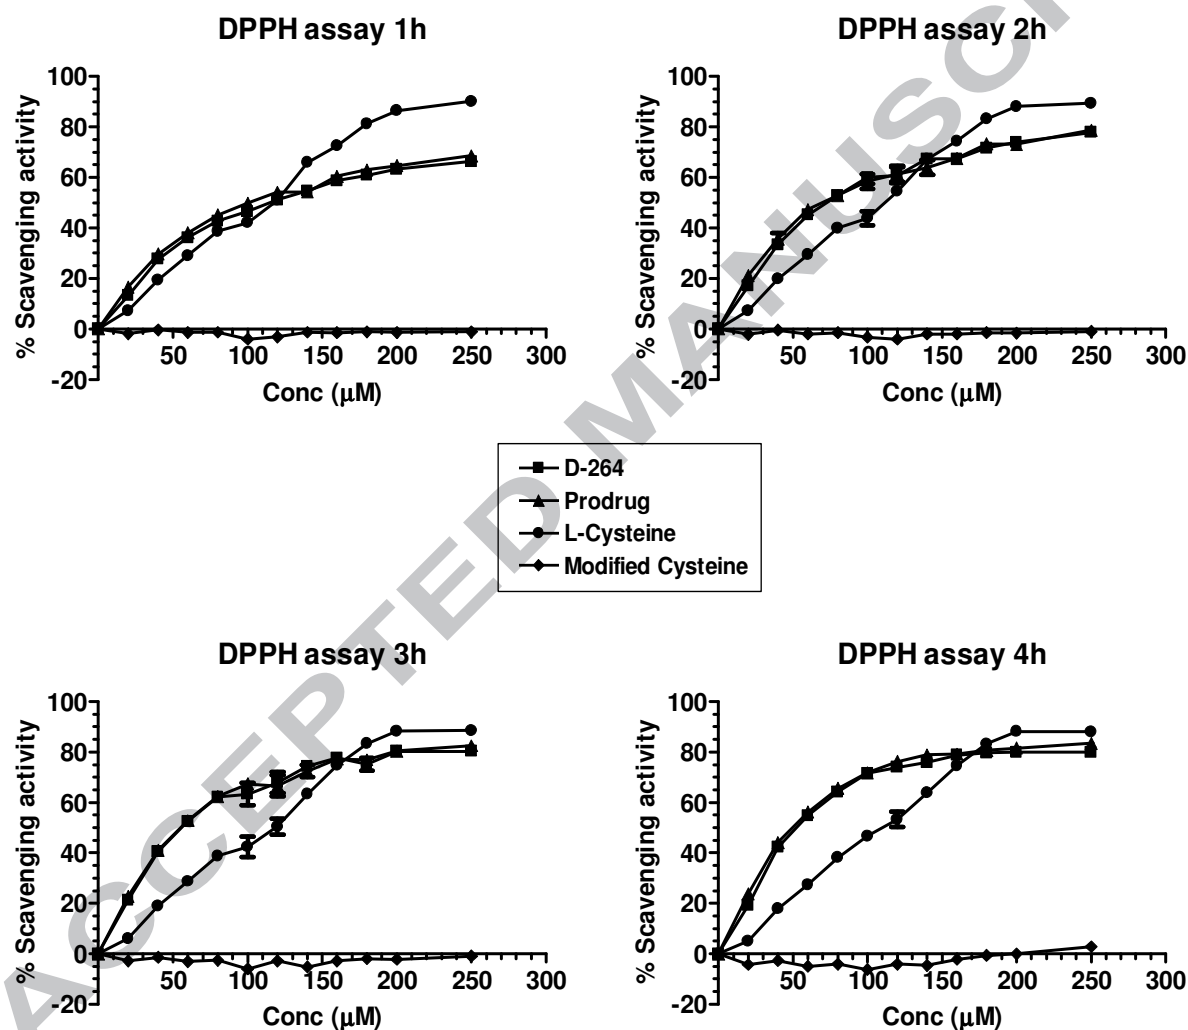 DPPH assay 1h
% Scavenging activity
100
80
60
40
20
0
-20
50 100 150 200 250 300
Conc (μM)
DPPH assay 2h
% Scavenging activity
100
80
60
40
20
0
-20
50 100 150 200 250 300
Conc (μM)
D-264
Prodrug
L-Cysteine
Modified Cysteine
DPPH assay 3h
% Scavenging activity
100
80
60
40
20
0
-20
50 100 150 200 250 300
Conc (μM)
DPPH assay 4h
% Scavenging activity
100
80
60
40
20
0
-20
50 100 150 200 250 300
Conc (μM)
ACCEPTED MANUSC